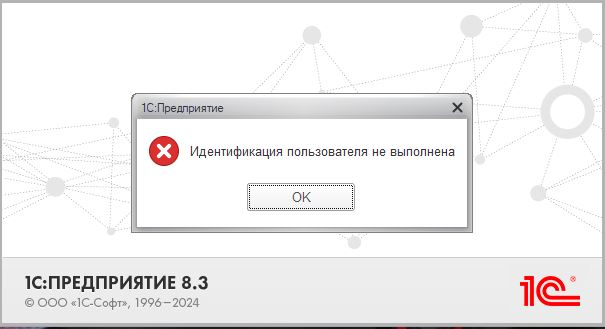 1С:Предприятие
Идентификация пользователя не выполнена
OK
1С:ПРЕДПРИЯТИЕ 8.3
© ООО «1С-Софт», 1996–2024
1С®